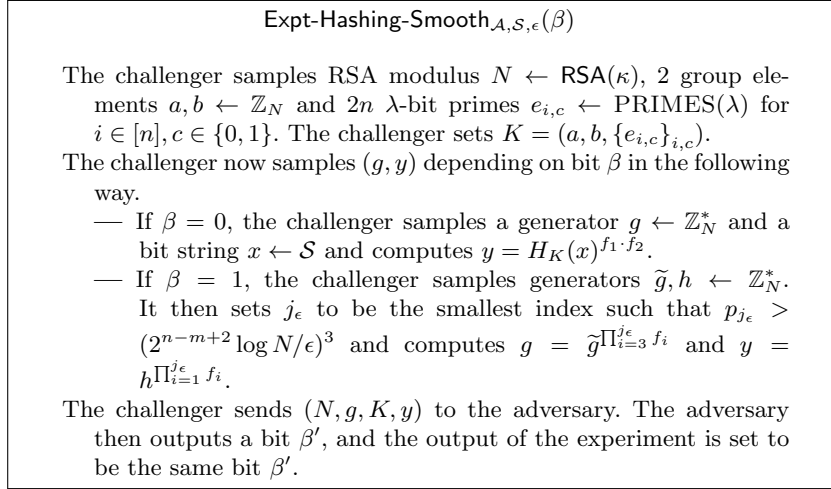 Expt-Hashing-Smooth_{𝒜,𝒮,ϵ}(β)
The challenger samples RSA modulus N ← RSA(κ), 2 group ele-
ments a, b ← ℤ_N and 2n λ-bit primes e_{i,c} ← PRIMES(λ) for
i ∈ [n], c ∈ {0, 1}. The challenger sets K = (a, b, {e_{i,c}}_{i,c}).
The challenger now samples (g, y) depending on bit β in the following
way.
— If β = 0, the challenger samples a generator g ← ℤ_N^* and a
bit string x ← 𝒮 and computes y = H_K(x)^{f_1·f_2}.
— If β = 1, the challenger samples generators g̃, h ← ℤ_N^*.
It then sets j_ϵ to be the smallest index such that p_{j_ϵ} >
(2^{n−m+2} log N/ϵ)^3 and computes g = g̃^{∏_{i=3}^{j_ϵ} f_i} and y =
h^{∏_{i=1}^{j_ϵ} f_i}.
The challenger sends (N, g, K, y) to the adversary. The adversary
then outputs a bit β′, and the output of the experiment is set to
be the same bit β′.